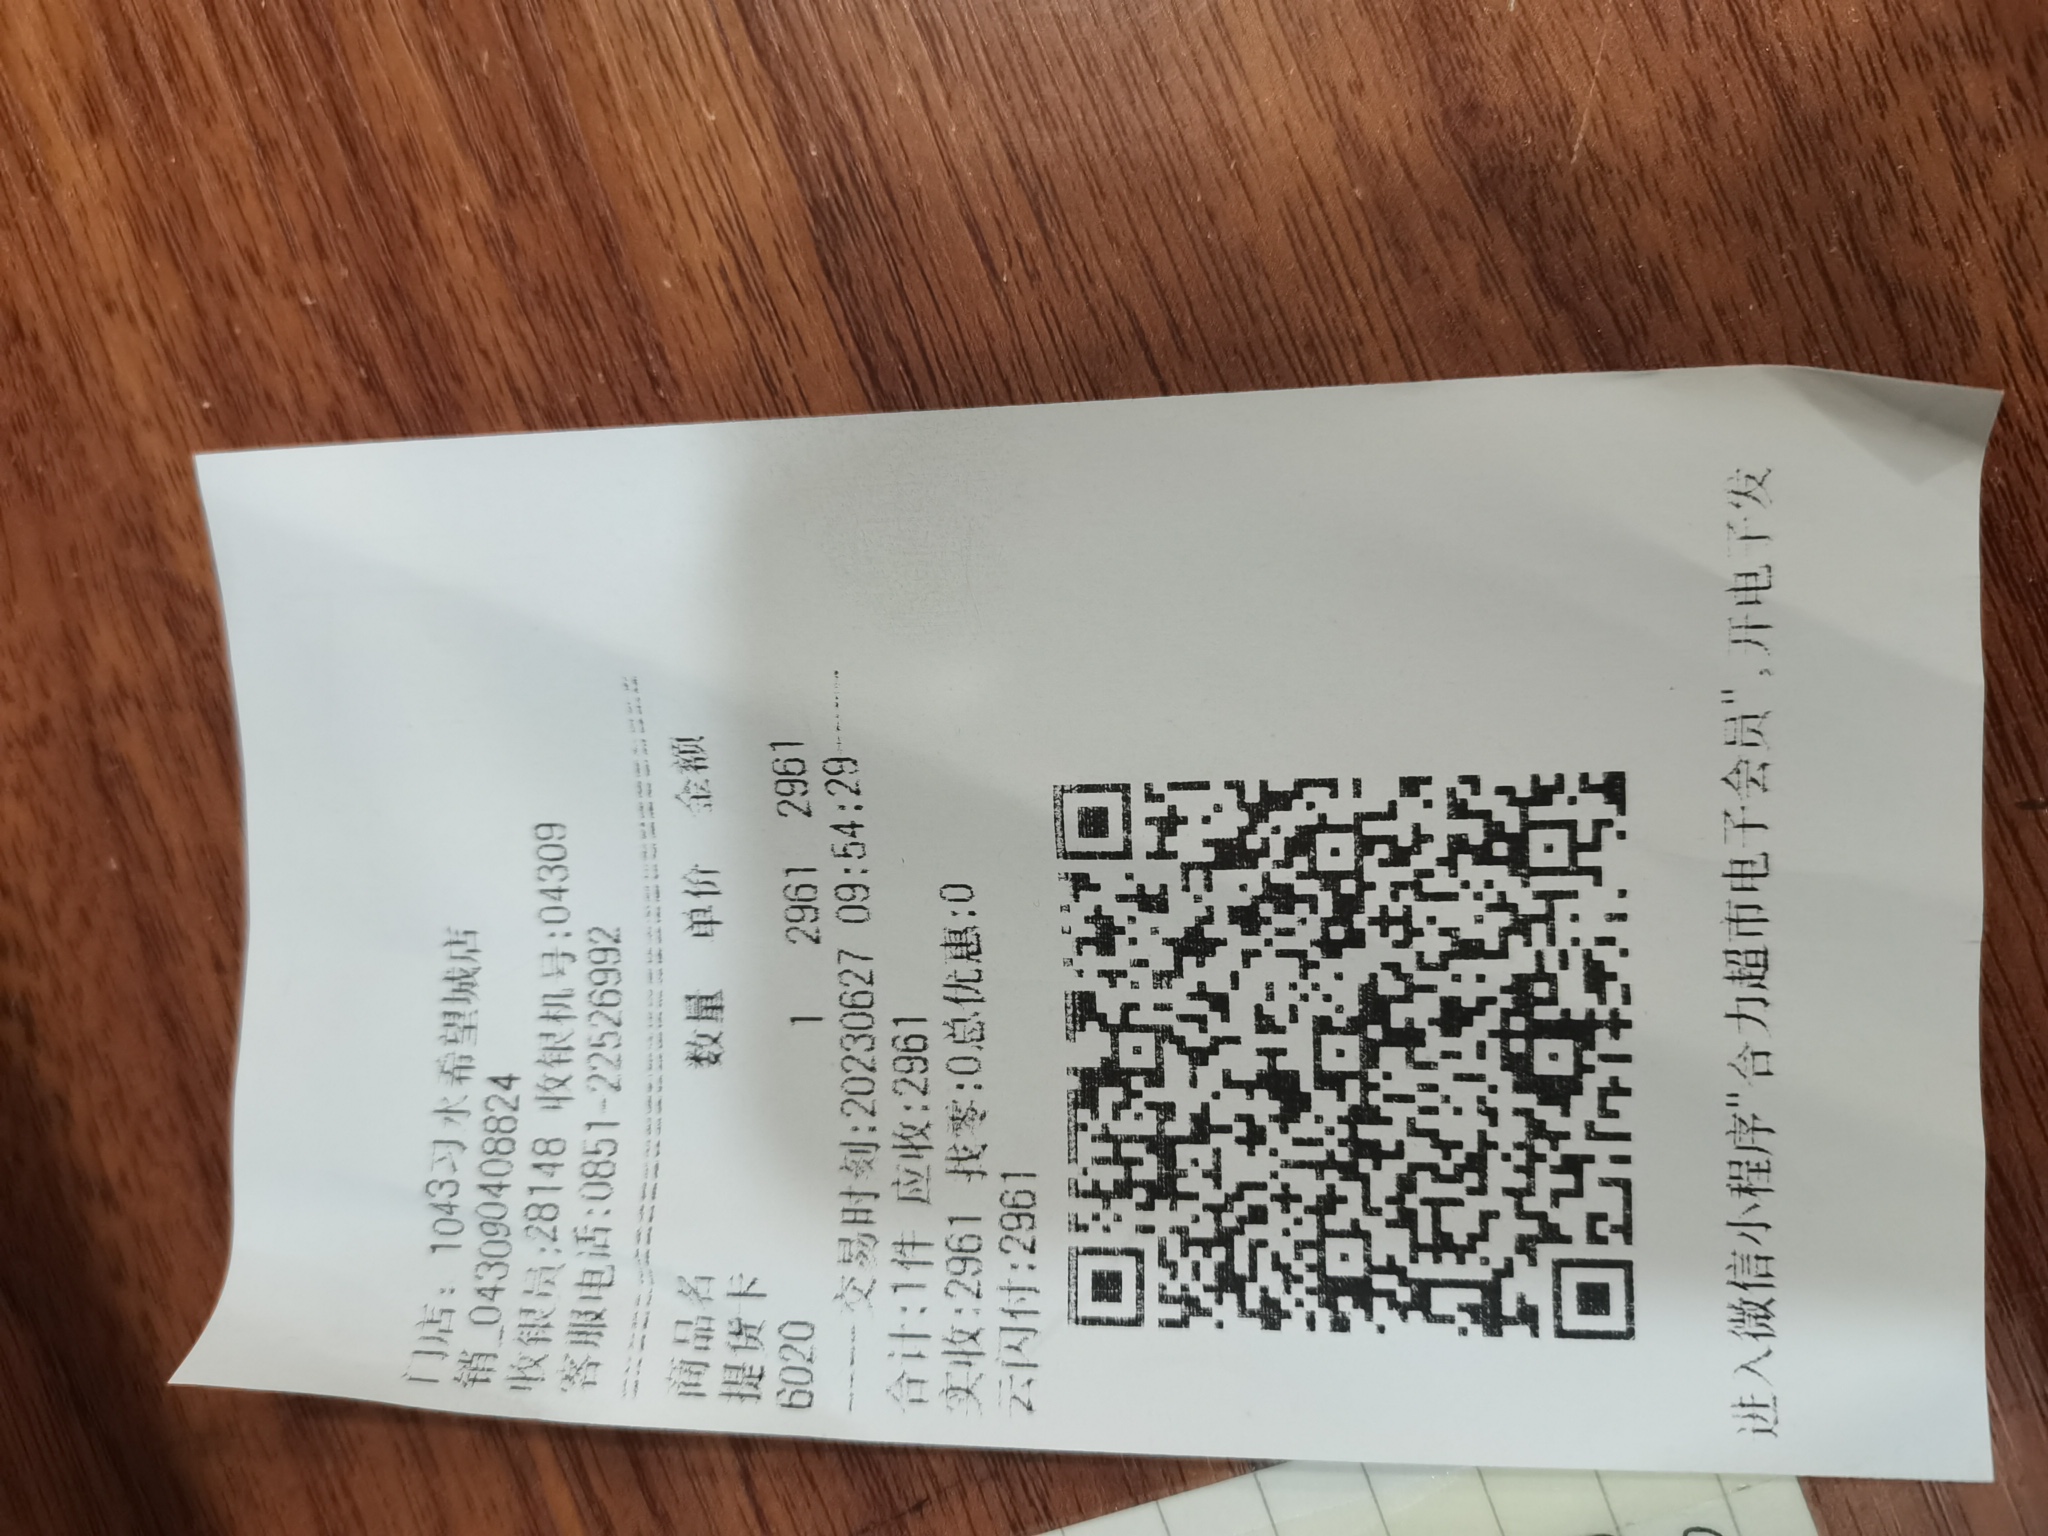 门店: 1043习水希望城店
销_04309040­8824
收银员:28148 收银机号:04309
客服电话:0851-22526992
商品名 数量 单价 金额
提货卡
6020 1 2961 2961
-----交易时刻:20230627 09:54:29-----
合计:1件 应收:2961
实收:2961 找零:0总优惠:0
云闪付:2961
进入微信小程序"合力超市电子会员",开电子发